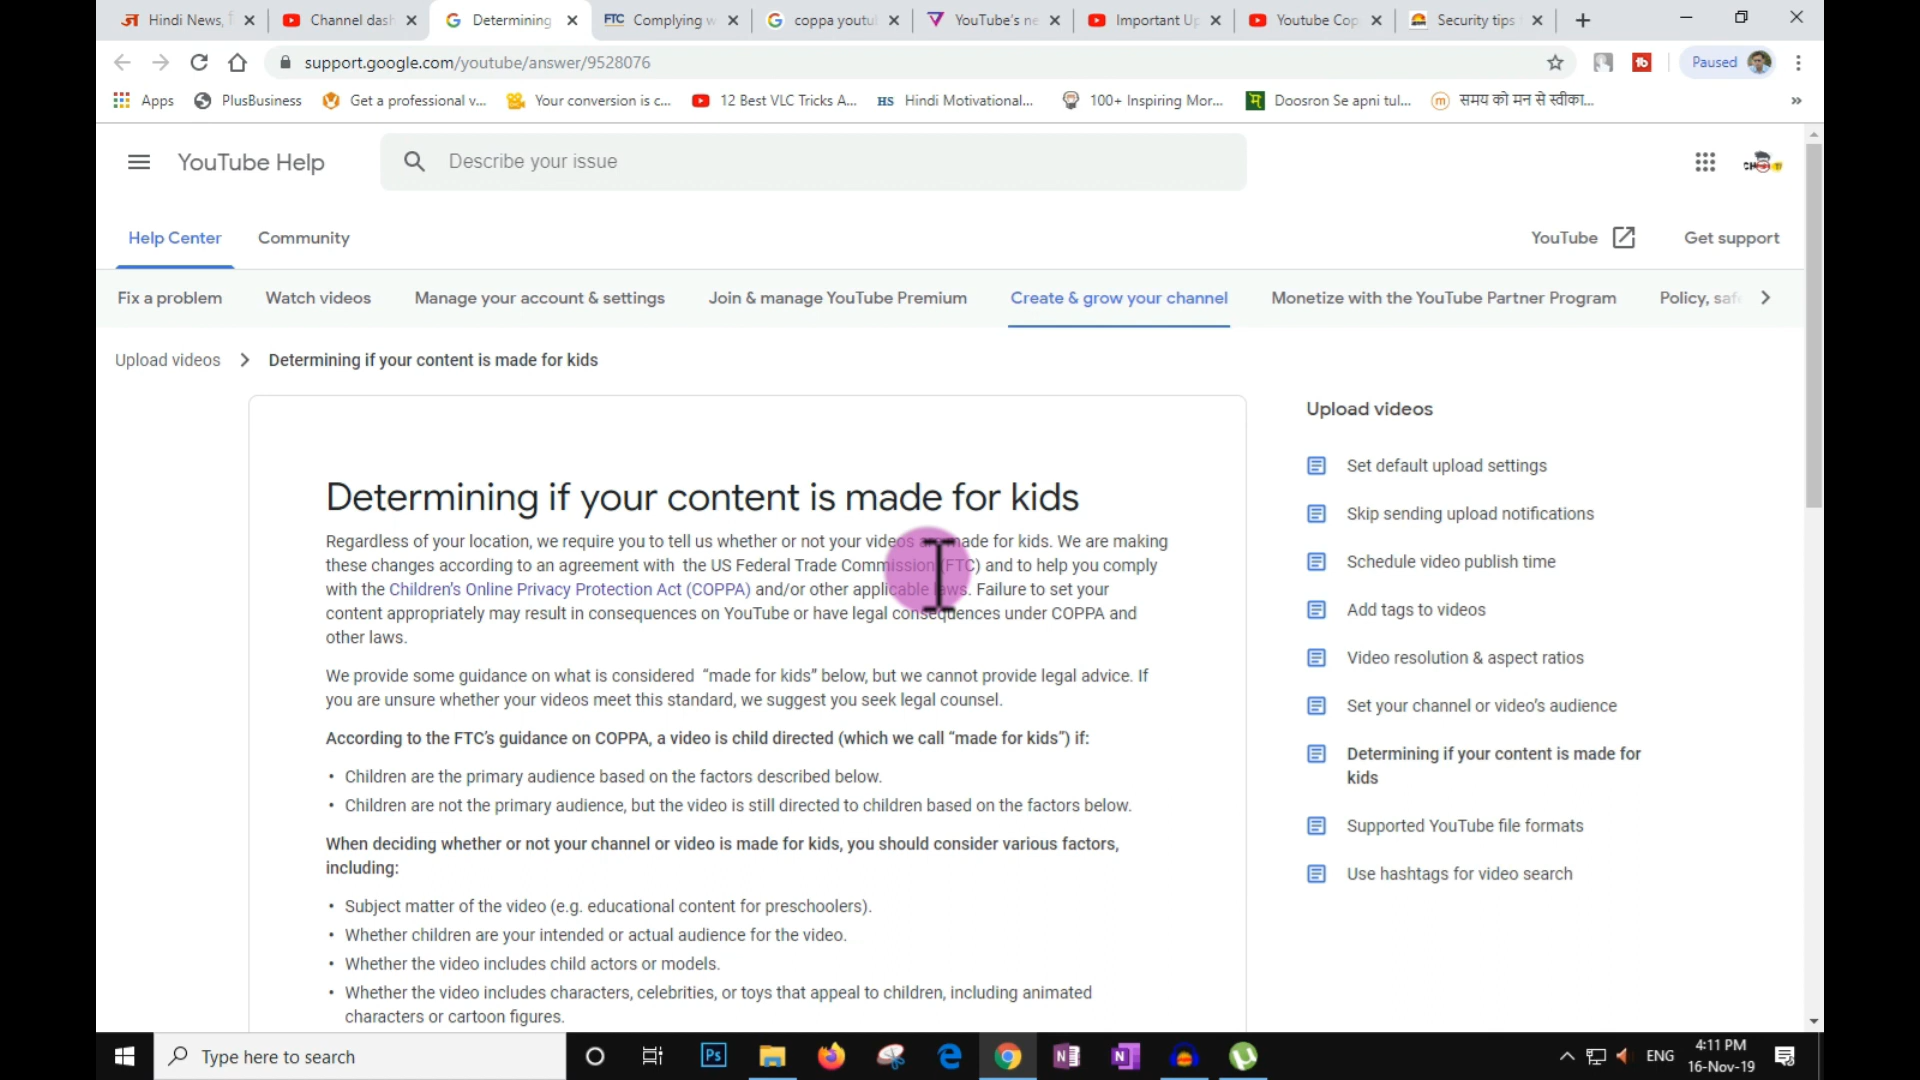 Hindi News, Channel dash Determining FTC Complying w coppa youtu YouTube's ne Important Up Youtube Cop Security tips
support.google.com/youtube/answer/9528076 Paused
Apps PlusBusiness Get a professional v... Your conversion is c... 12 Best VLC Tricks A... HS Hindi Motivational... 100+ Inspiring Mor... Doosron Se apni tul... समय को मन से स्वीका... »
YouTube Help Describe your issue
Help Center Community YouTube Get support
Fix a problem Watch videos Manage your account & settings Join & manage YouTube Premium Create & grow your channel Monetize with the YouTube Partner Program Policy, safe
Upload videos > Determining if your content is made for kids
Determining if your content is made for kids
Regardless of your location, we require you to tell us whether or not your videos are made for kids. We are making
these changes according to an agreement with the US Federal Trade Commission (FTC) and to help you comply
with the Children's Online Privacy Protection Act (COPPA) and/or other applicable laws. Failure to set your
content appropriately may result in consequences on YouTube or have legal consequences under COPPA and
other laws.
We provide some guidance on what is considered “made for kids” below, but we cannot provide legal advice. If
you are unsure whether your videos meet this standard, we suggest you seek legal counsel.
According to the FTC’s guidance on COPPA, a video is child directed (which we call “made for kids”) if:
• Children are the primary audience based on the factors described below.
• Children are not the primary audience, but the video is still directed to children based on the factors below.
When deciding whether or not your channel or video is made for kids, you should consider various factors,
including:
• Subject matter of the video (e.g. educational content for preschoolers).
• Whether children are your intended or actual audience for the video.
• Whether the video includes child actors or models.
• Whether the video includes characters, celebrities, or toys that appeal to children, including animated
characters or cartoon figures.
Upload videos
Set default upload settings
Skip sending upload notifications
Schedule video publish time
Add tags to videos
Video resolution & aspect ratios
Set your channel or video's audience
Determining if your content is made for
kids
Supported YouTube file formats
Use hashtags for video search
Type here to search Ps ENG 4:11 PM
16-Nov-19